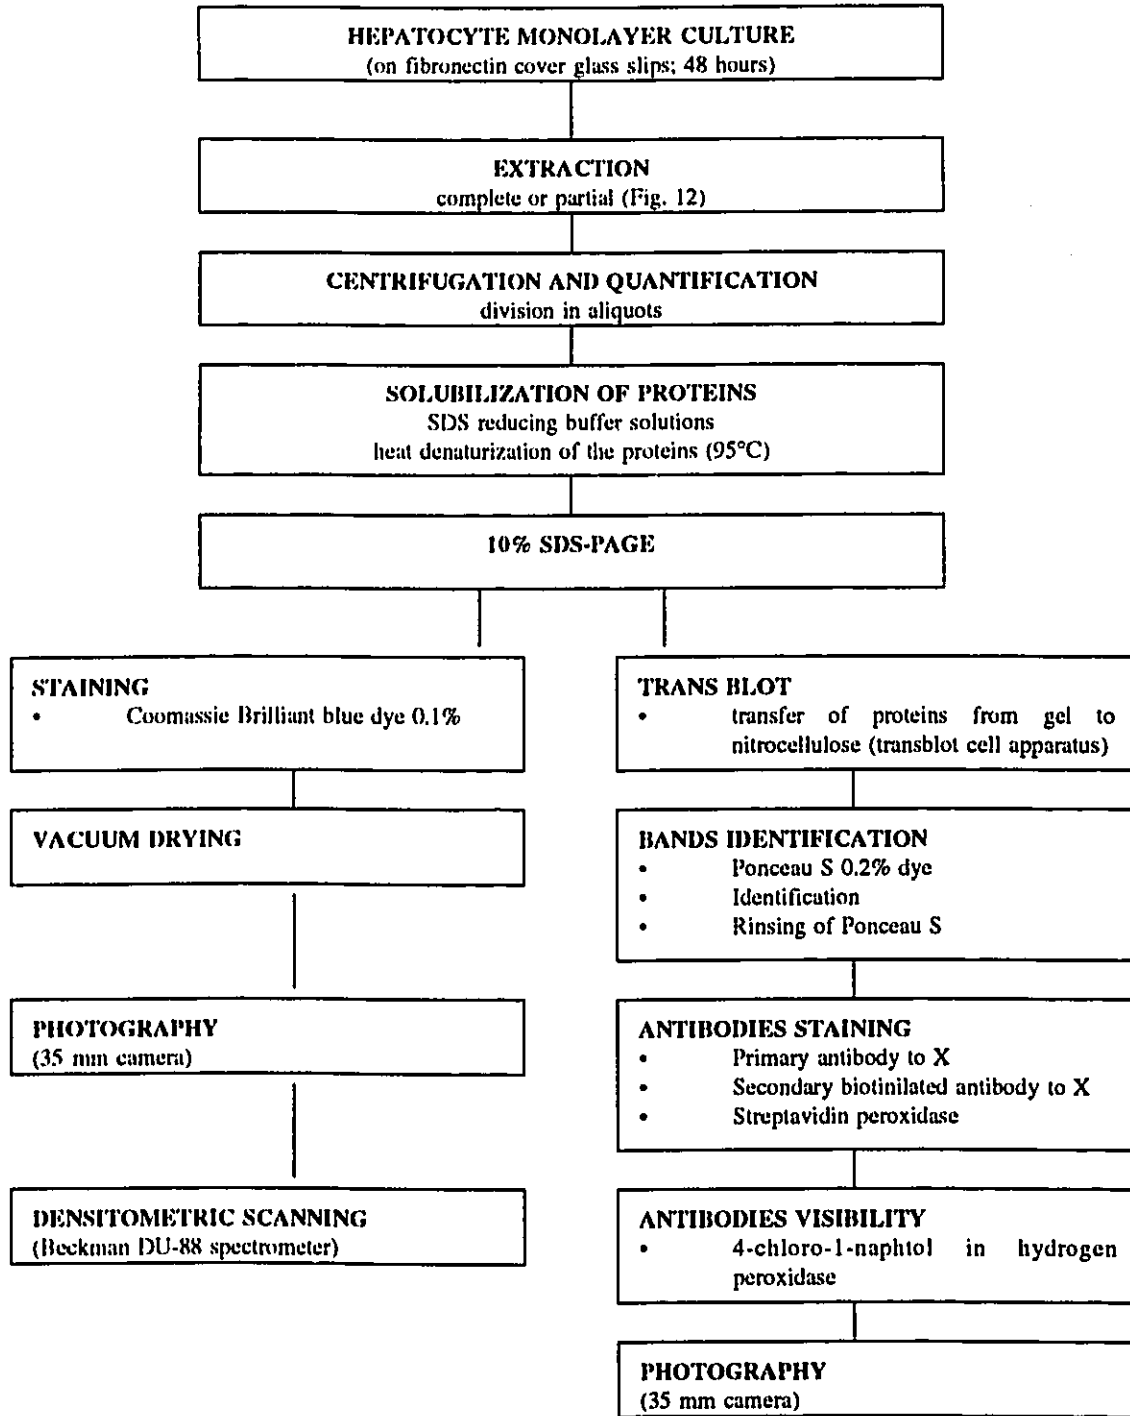 HEPATOCYTE MONOLAYER CULTURE
(on fibronectin cover glass slips; 48 hours)
EXTRACTION
complete or partial (Fig. 12)
CENTRIFUGATION AND QUANTIFICATION
division in aliquots
SOLUBILIZATION OF PROTEINS
SDS reducing buffer solutions
heat denaturization of the proteins (95°C)
10% SDS-PAGE
STAINING
• Coomassie Brilliant blue dye 0.1%
VACUUM DRYING
PHOTOGRAPHY
(35 mm camera)
DENSITOMETRIC SCANNING
(Beckman DU-88 spectrometer)
TRANS BLOT
• transfer of proteins from gel to
nitrocellulose (transblot cell apparatus)
BANDS IDENTIFICATION
• Ponceau S 0.2% dye
• Identification
• Rinsing of Ponceau S
ANTIBODIES STAINING
• Primary antibody to X
• Secondary biotinilated antibody to X
• Streptavidin peroxidase
ANTIBODIES VISIBILITY
• 4-chloro-1-naphtol in hydrogen
peroxidase
PHOTOGRAPHY
(35 mm camera)